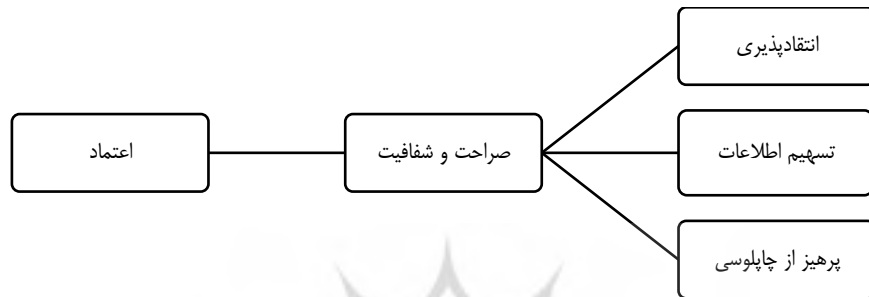 انتقادپذیری
تسهیم اطلاعات
صراحت و شفافیت
اعتماد
پرهیز از چاپلوسی